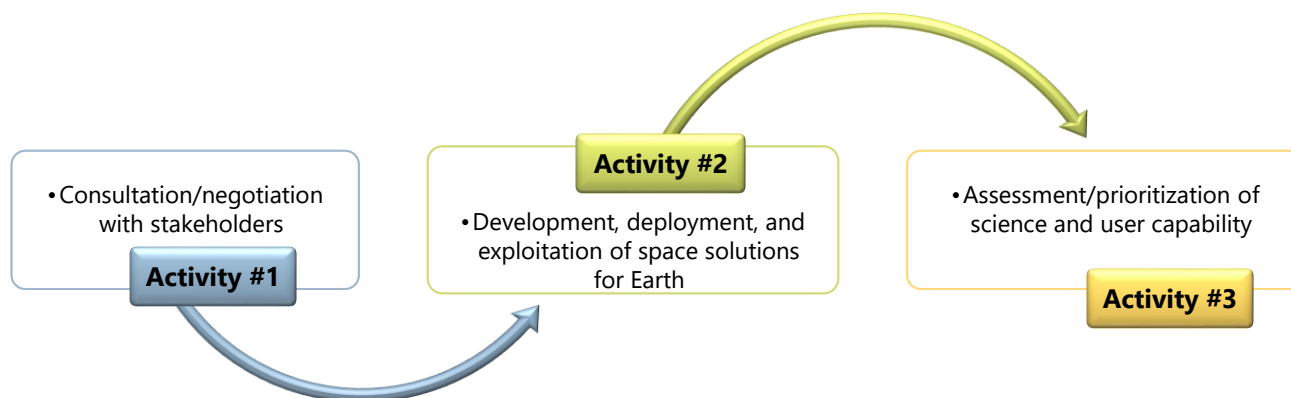 •Consultation/negotiation
with stakeholders
Activity #1
Activity #2
•Development, deployment, and
exploitation of space solutions
for Earth
•Assessment/prioritization of
science and user capability
Activity #3